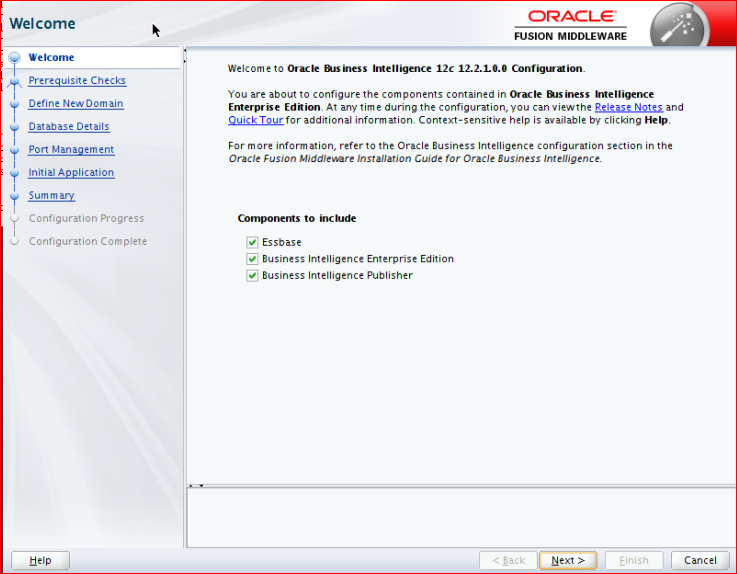 Welcome
ORACLE
FUSION MIDDLEWARE
Welcome
Prerequisite Checks
Define New Domain
Database Details
Port Management
Initial Application
Summary
Configuration Progress
Configuration Complete
Welcome to Oracle Business Intelligence 12c 12.2.1.0.0 Configuration.
You are about to configure the components contained in Oracle Business Intelligence
Enterprise Edition. At any time during the configuration, you can view the Release Notes and
Quick Tour for additional information. Context-sensitive help is available by clicking Help.
For more information, refer to the Oracle Business Intelligence configuration section in the
Oracle Fusion Middleware Installation Guide for Oracle Business Intelligence.
Components to include
Essbase
Business Intelligence Enterprise Edition
Business Intelligence Publisher
Help
< Back
Next >
Finish
Cancel